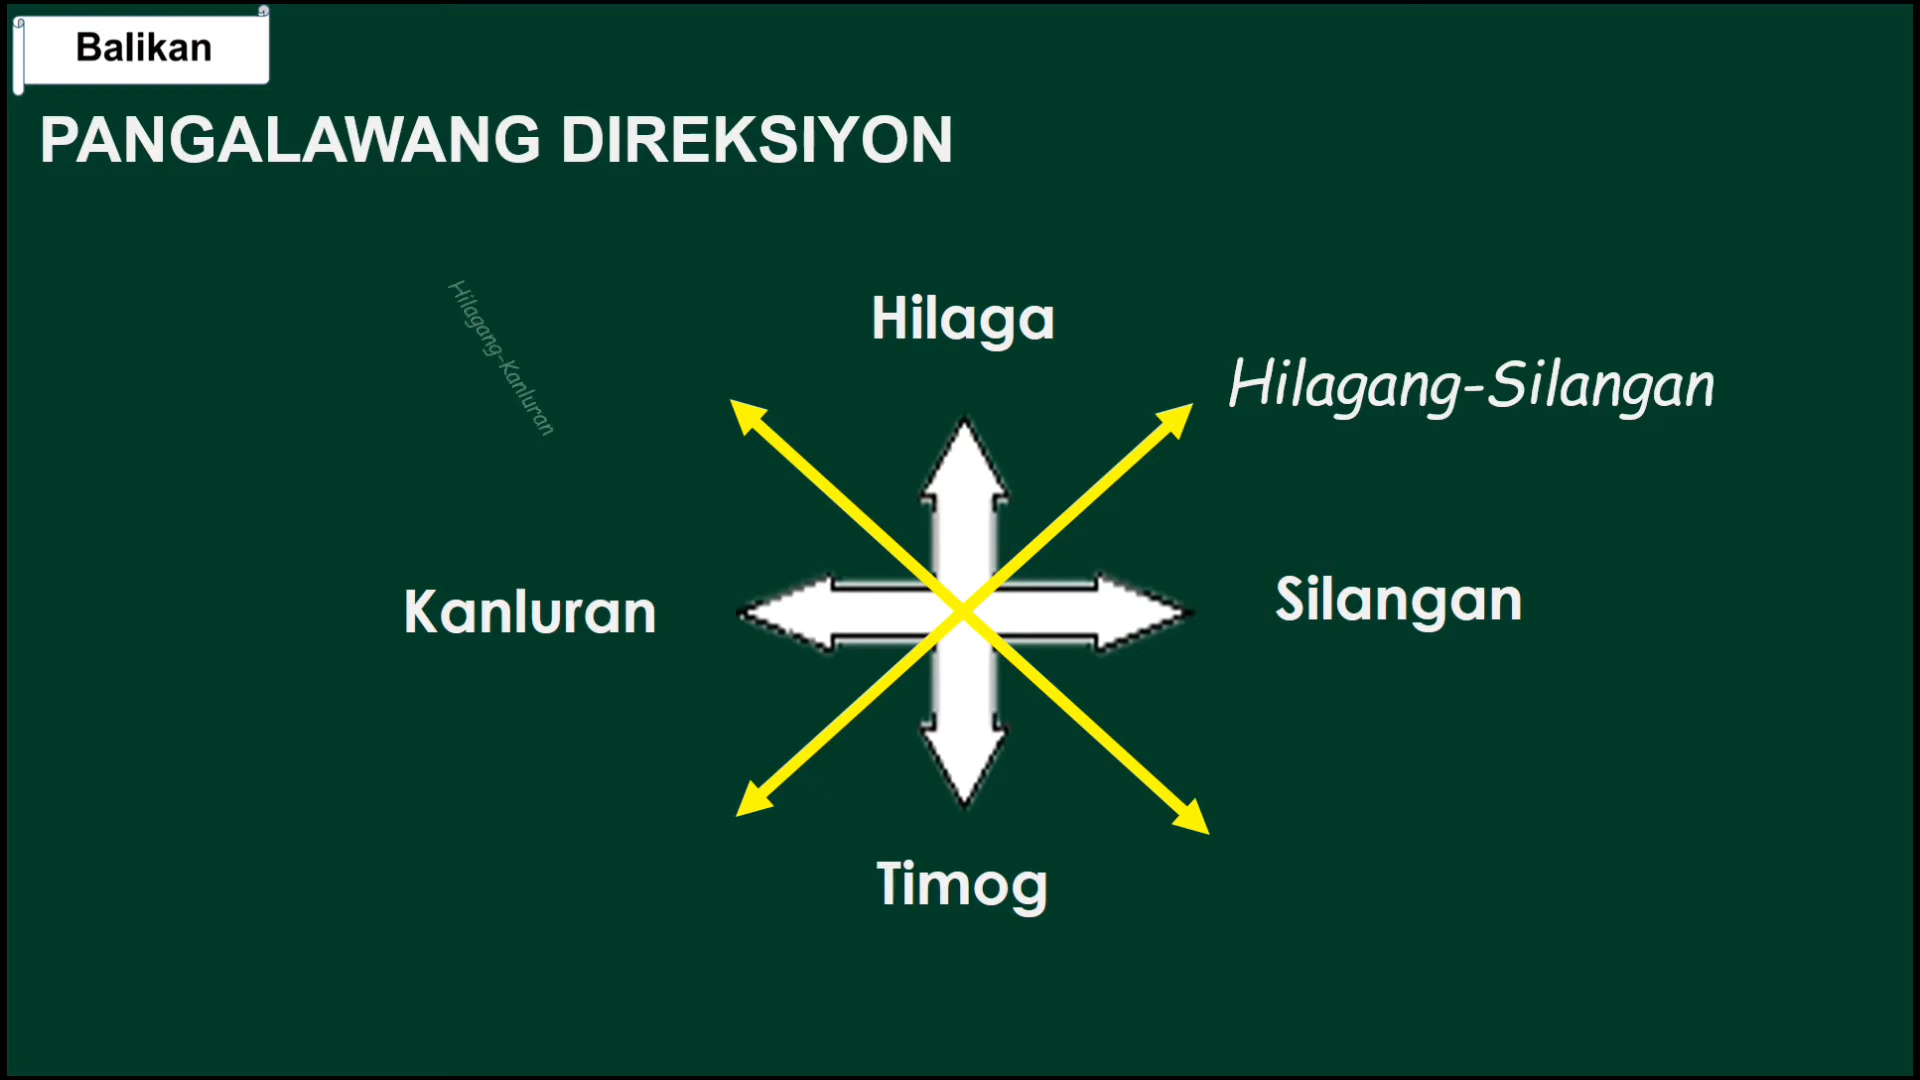 Balikan
PANGALAWANG DIREKSIYON
Hilaga
Hilagang-Kanluran
Hilagang-Silangan
Kanluran
Silangan
Timog